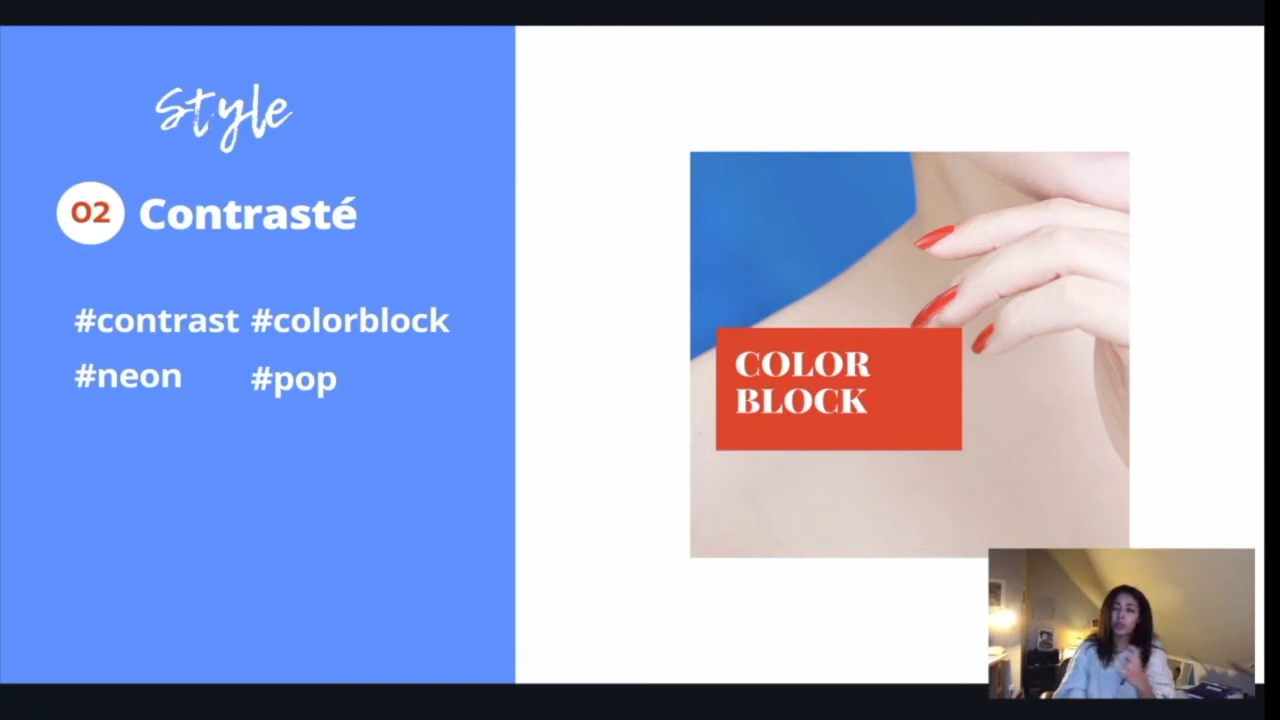 Style
02 Contrasté
#contrast #colorblock
#neon #pop
COLOR
BLOCK